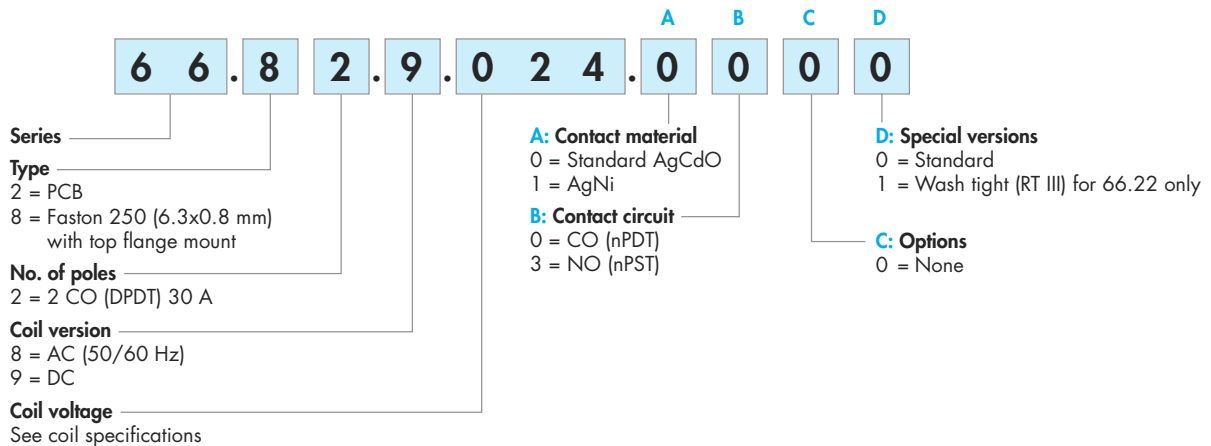 A B C D
6 6 . 8 2 . 9 . 0 2 4 . 0 0 0 0
Series
Type
2 = PCB
8 = Faston 250 (6.3x0.8 mm)
with top flange mount
No. of poles
2 = 2 CO (DPDT) 30 A
Coil version
8 = AC (50/60 Hz)
9 = DC
Coil voltage
See coil specifications
A: Contact material
0 = Standard AgCdO
1 = AgNi
B: Contact circuit
0 = CO (nPDT)
3 = NO (nPST)
D: Special versions
0 = Standard
1 = Wash tight (RT III) for 66.22 only
C: Options
0 = None